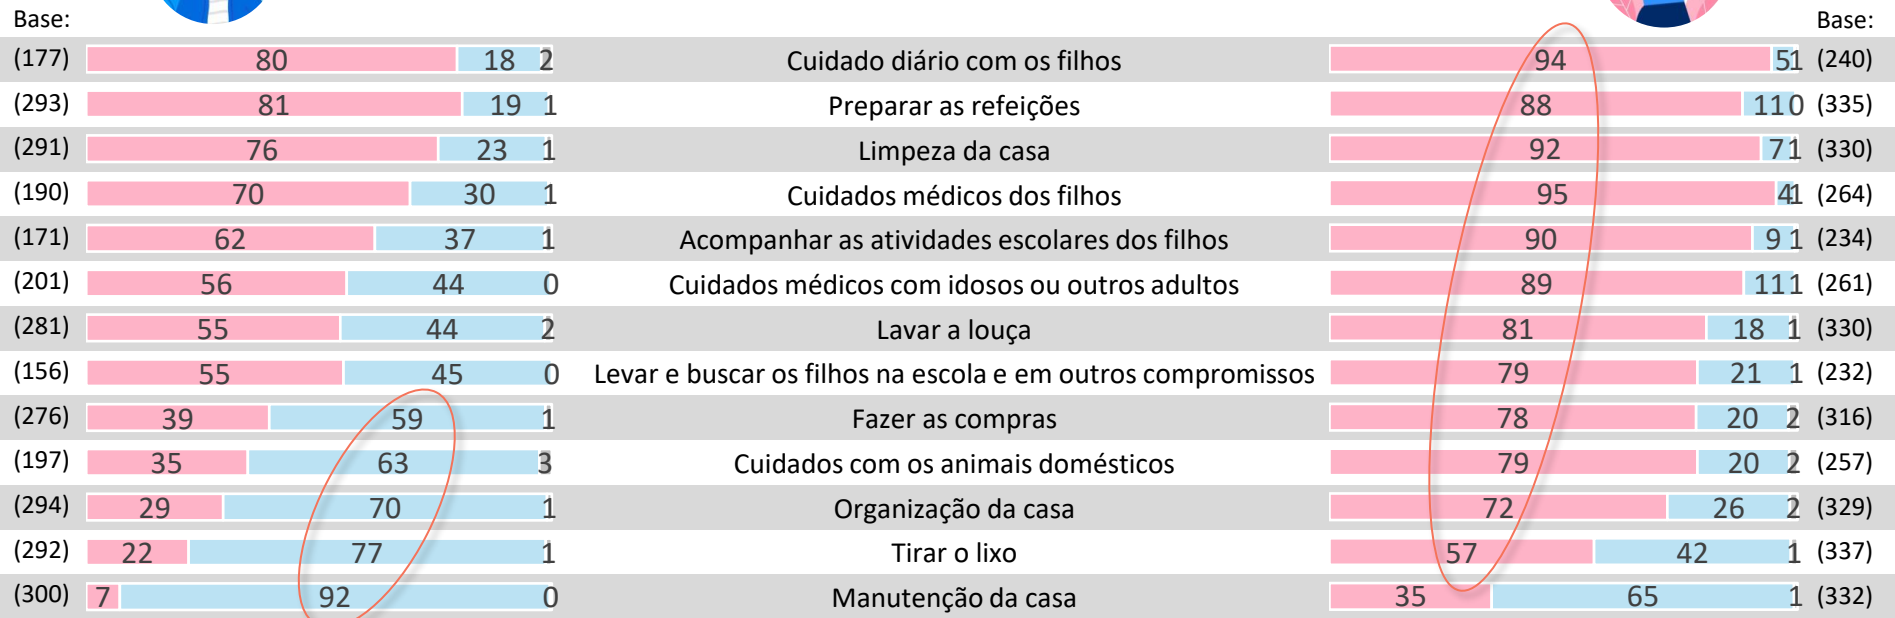 Base: Base:
(177) 80 18 2 Cuidado diário com os filhos 94 5 1 (240)
(293) 81 19 1 Preparar as refeições 88 11 0 (335)
(291) 76 23 1 Limpeza da casa 92 7 1 (330)
(190) 70 30 1 Cuidados médicos dos filhos 95 4 1 (264)
(171) 62 37 1 Acompanhar as atividades escolares dos filhos 90 9 1 (234)
(201) 56 44 0 Cuidados médicos com idosos ou outros adultos 89 11 1 (261)
(281) 55 44 2 Lavar a louça 81 18 1 (330)
(156) 55 45 0 Levar e buscar os filhos na escola e em outros compromissos 79 21 1 (232)
(276) 39 59 1 Fazer as compras 78 20 2 (316)
(197) 35 63 3 Cuidados com os animais domésticos 79 20 2 (257)
(294) 29 70 1 Organização da casa 72 26 2 (329)
(292) 22 77 1 Tirar o lixo 57 42 1 (337)
(300) 7 92 0 Manutenção da casa 35 65 1 (332)